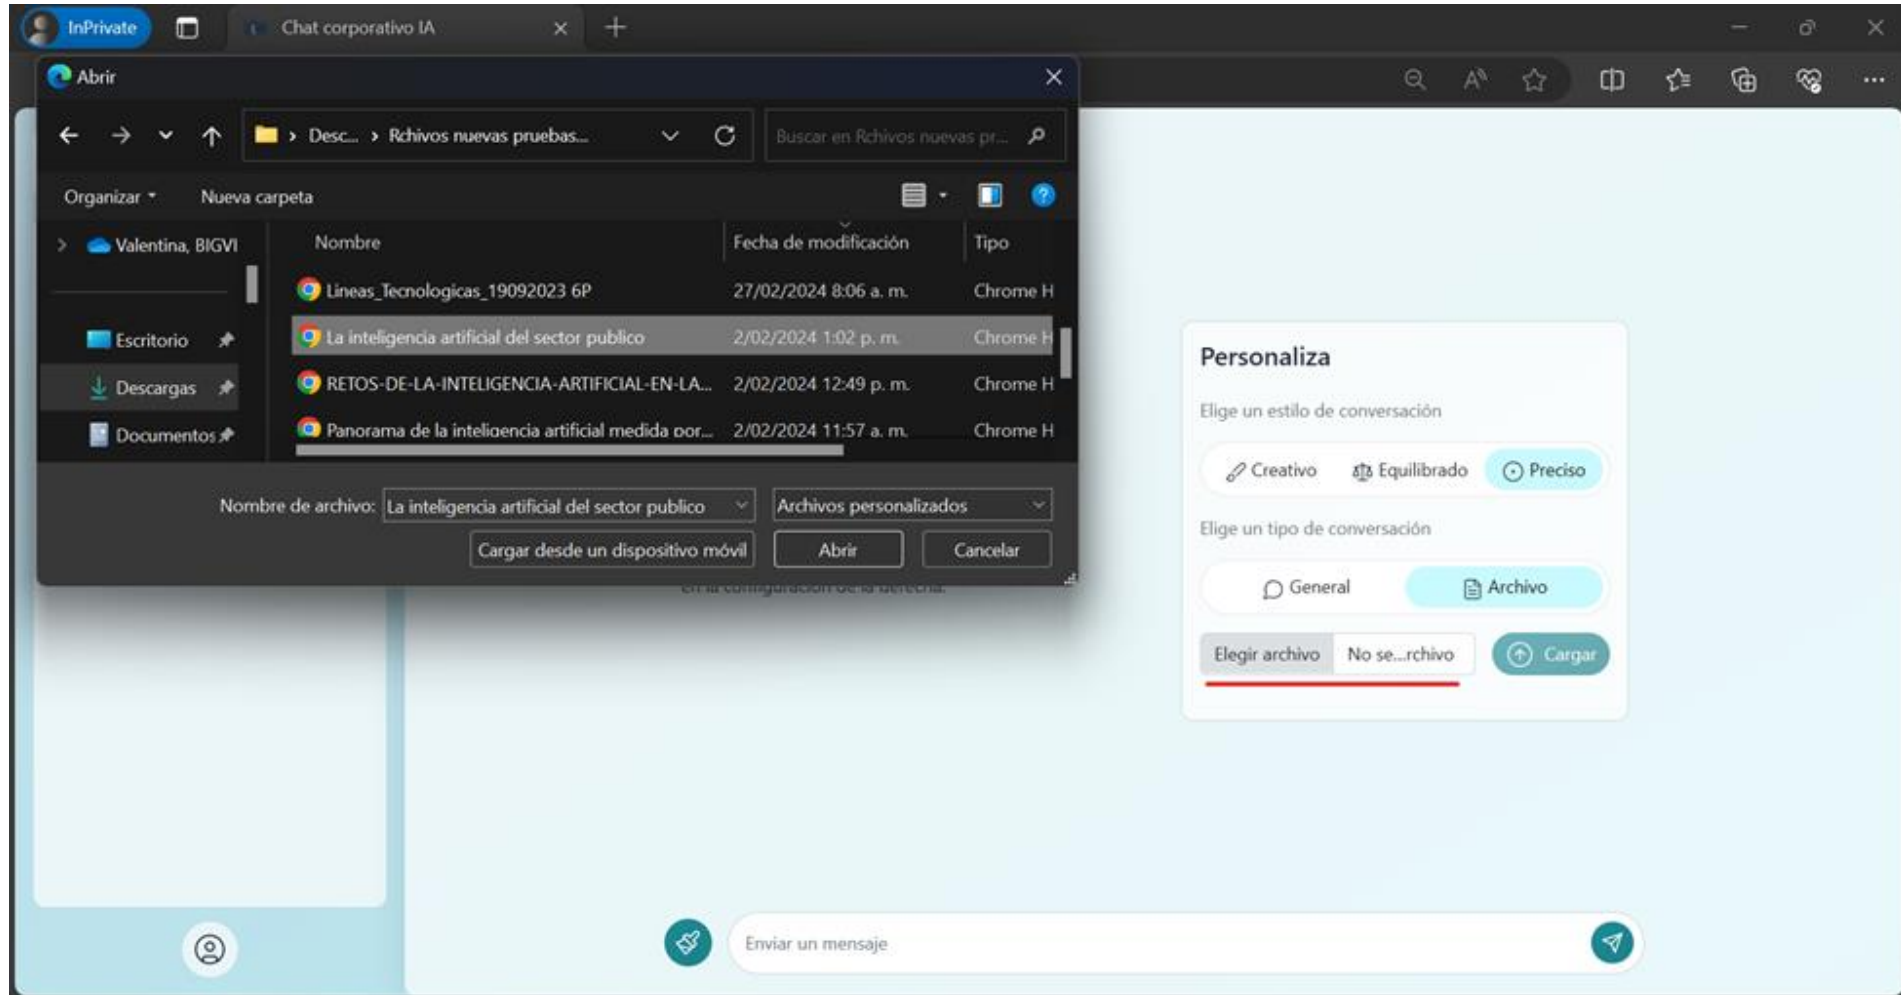 InPrivate
Chat corporativo IA
Abrir
Desc... > Rchivos nuevas pruebas...
Buscar en Rchivos nuevas pr...
Organizar
Nueva carpeta
Valentina, BIGVI
Nombre
Fecha de modificación
Tipo
Lineas_Tecnologicas_19092023 6P
27/02/2024 8:06 a. m.
Chrome H
Escritorio
La inteligencia artificial del sector publico
2/02/2024 1:02 p. m.
Chrome H
Descargas
RETOS-DE-LA-INTELIGENCIA-ARTIFICIAL-EN-LA...
2/02/2024 12:49 p. m.
Chrome H
Documentos
Panorama de la inteligencia artificial medida por...
2/02/2024 11:57 a. m.
Chrome H
Nombre de archivo:
La inteligencia artificial del sector publico
Archivos personalizados
Cargar desde un dispositivo móvil
Abrir
Cancelar
en la configuración de la derecha.
Personaliza
Elige un estilo de conversación
Creativo
Equilibrado
Preciso
Elige un tipo de conversación
General
Archivo
Elegir archivo
No se...rchivo
Cargar
Enviar un mensaje